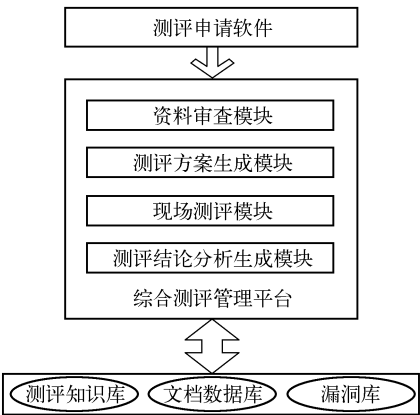 测评申请软件
资料审查模块
测评方案生成模块
现场测评模块
测评结论分析生成模块
综合测评管理平台
测评知识库
文档数据库
漏洞库